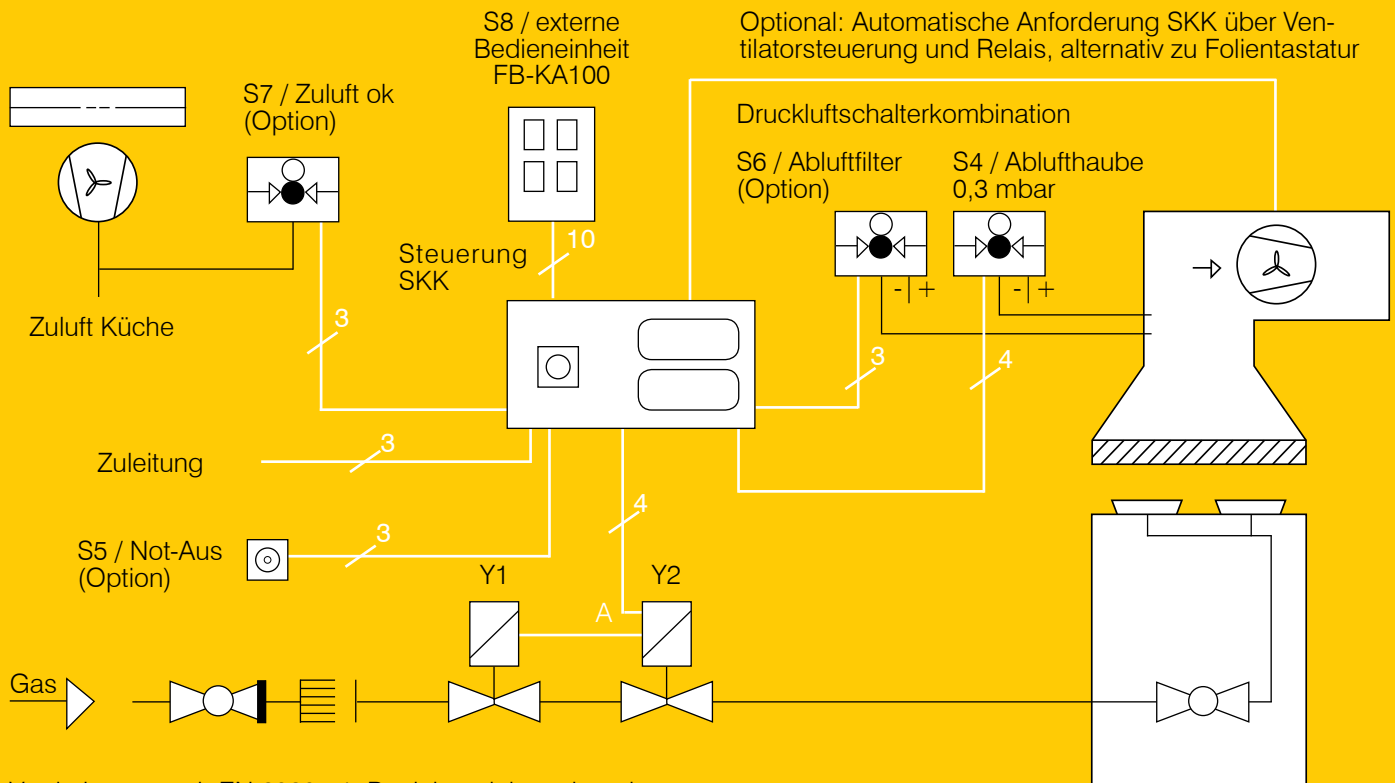 S8 / externe
Bedieneinheit
FB-KA100
Optional: Automatische Anforderung SKK über Ven-
tilatorsteuerung und Relais, alternativ zu Folientastatur
S7 / Zuluft ok
(Option)
Druckluftschalterkombination
S6 / Abluftfilter
(Option)
S4 / Ablufthaube
0,3 mbar
Steuerung
SKK
10
- | +
- | +
Zuluft Küche
3
3
4
Zuleitung
3
4
S5 / Not-Aus
(Option)
3
Y1
Y2
A
Gas